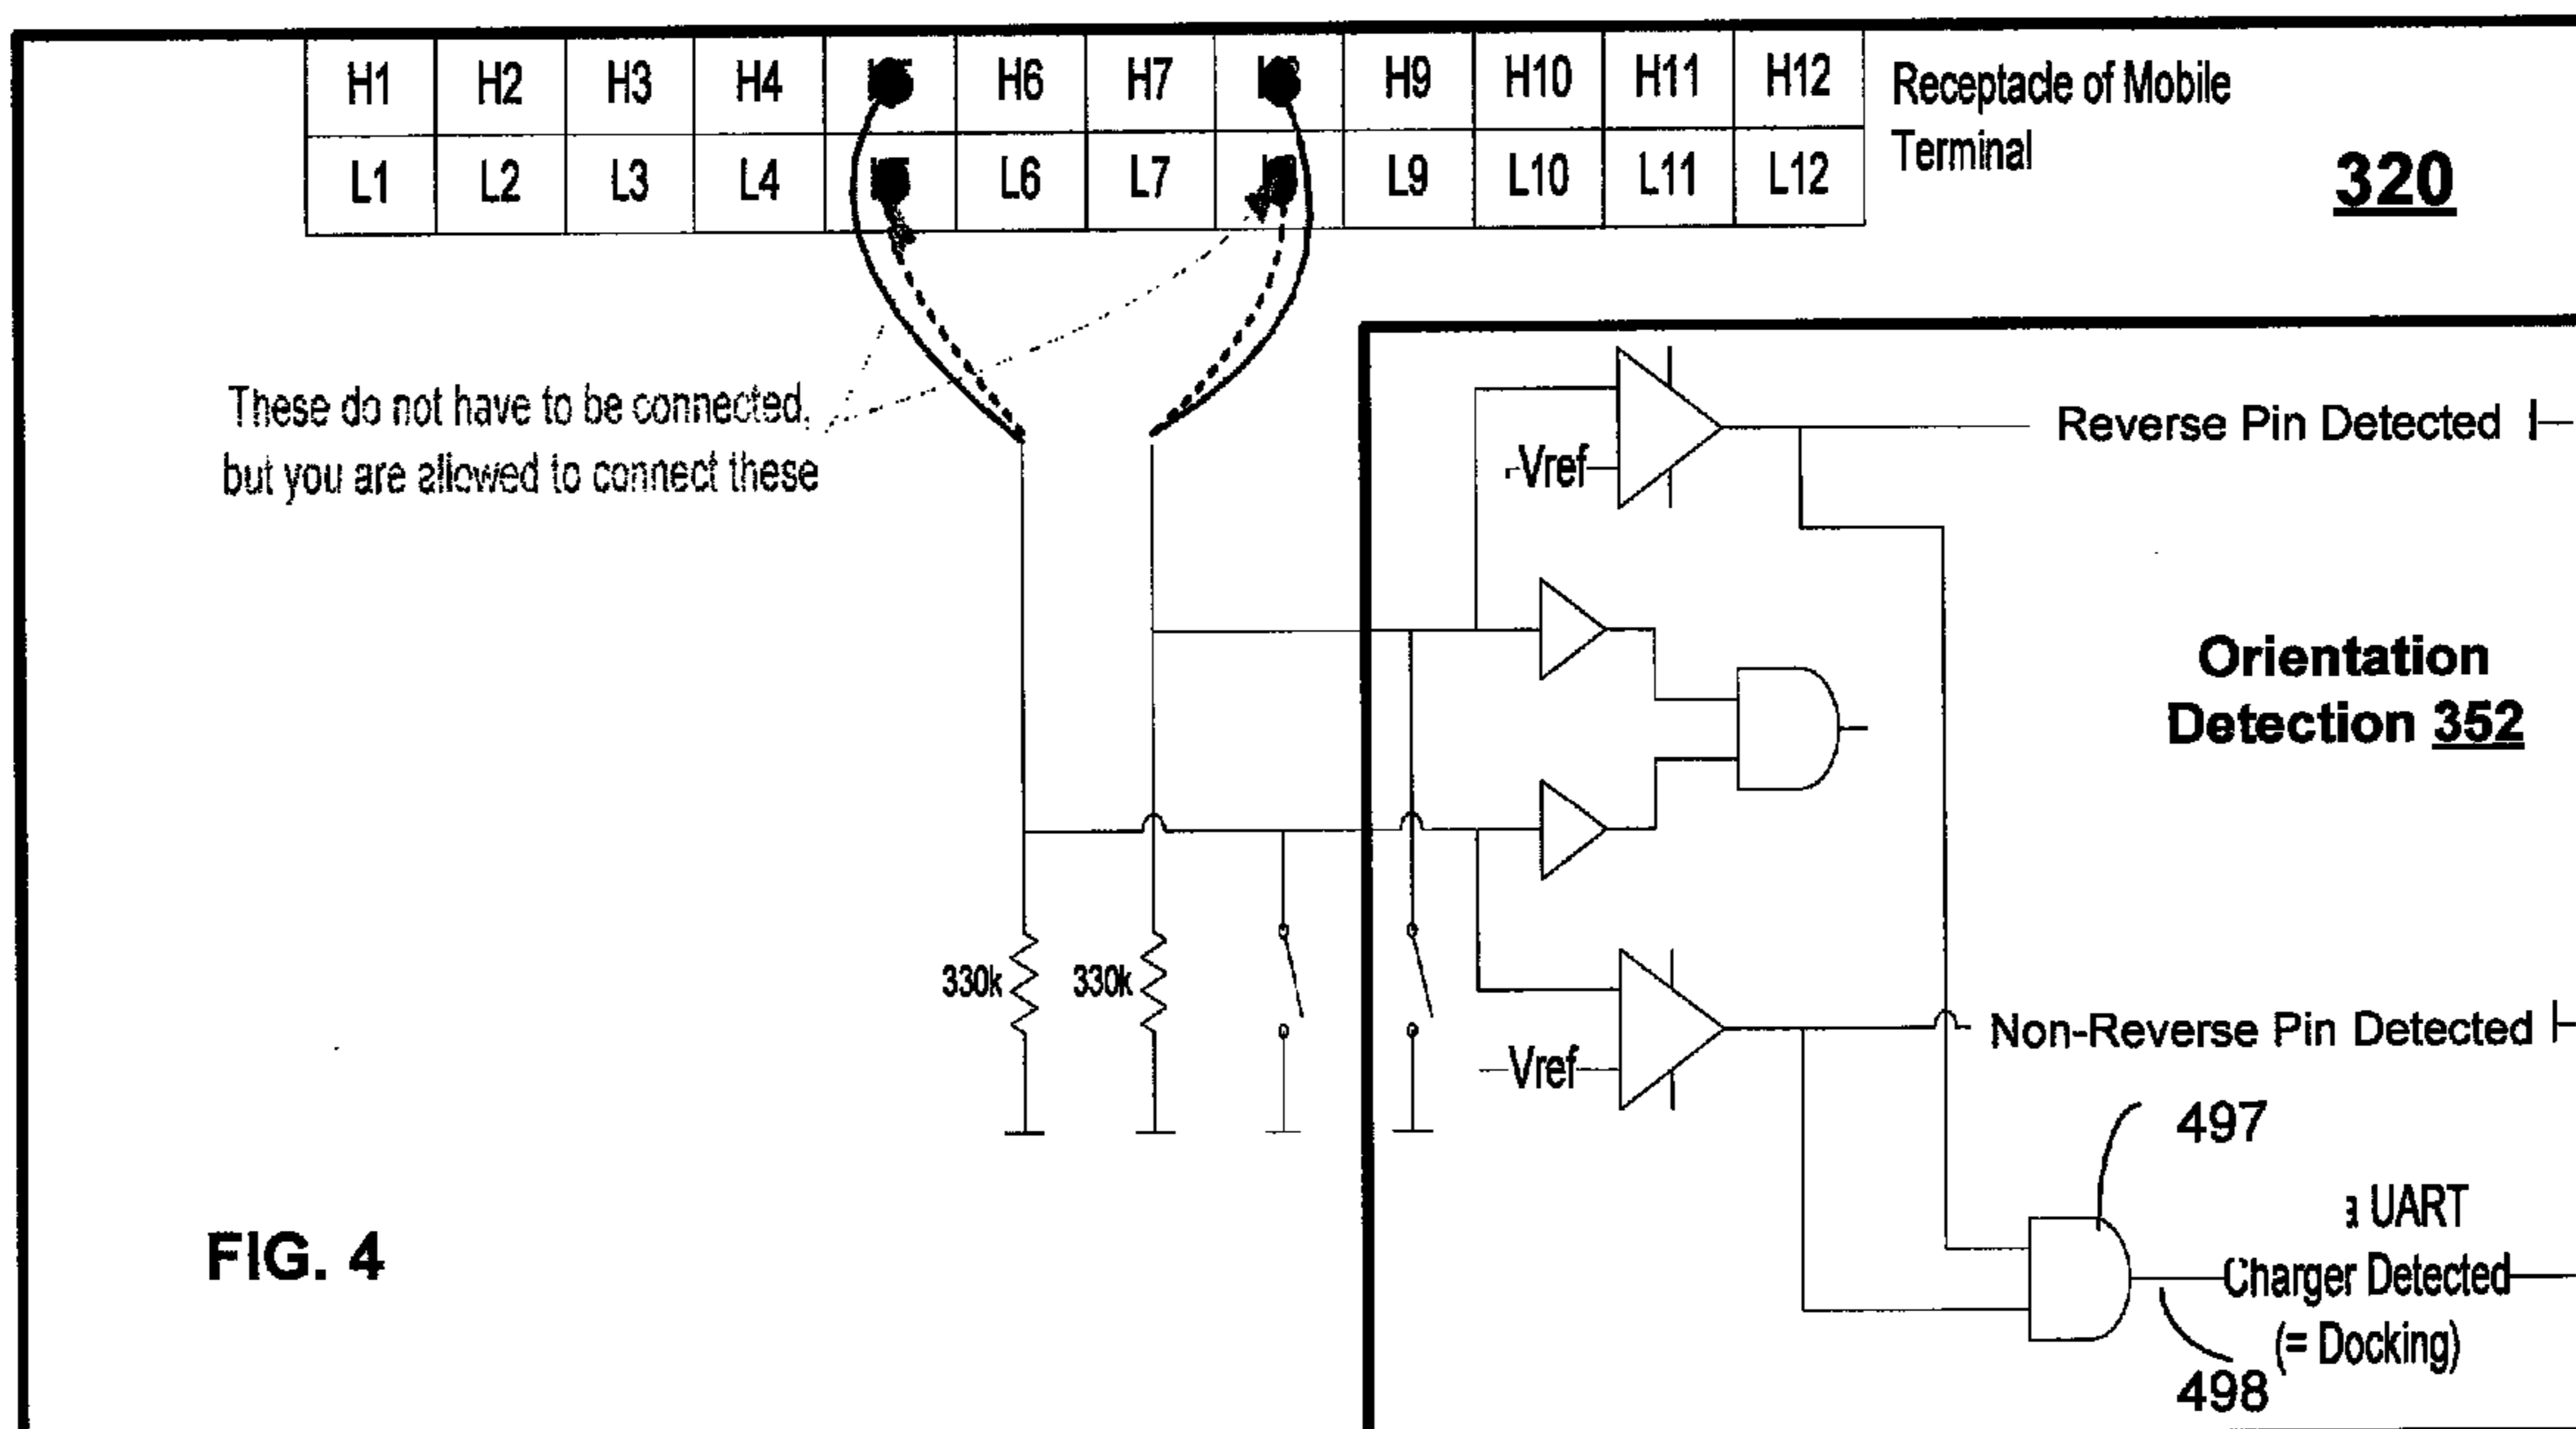 H1 H2 H3 H4 H6 H7 H9 H10 H11 H12
L1 L2 L3 L4 L6 L7 L9 L10 L11 L12
Receptacle of Mobile
Terminal
320
These do not have to be connected,
but you are allowed to connect these
Vref
Reverse Pin Detected
Orientation
Detection 352
330k 330k
Vref
Non-Reverse Pin Detected
497
UART
Charger Detected
(= Docking)
498
FIG. 4